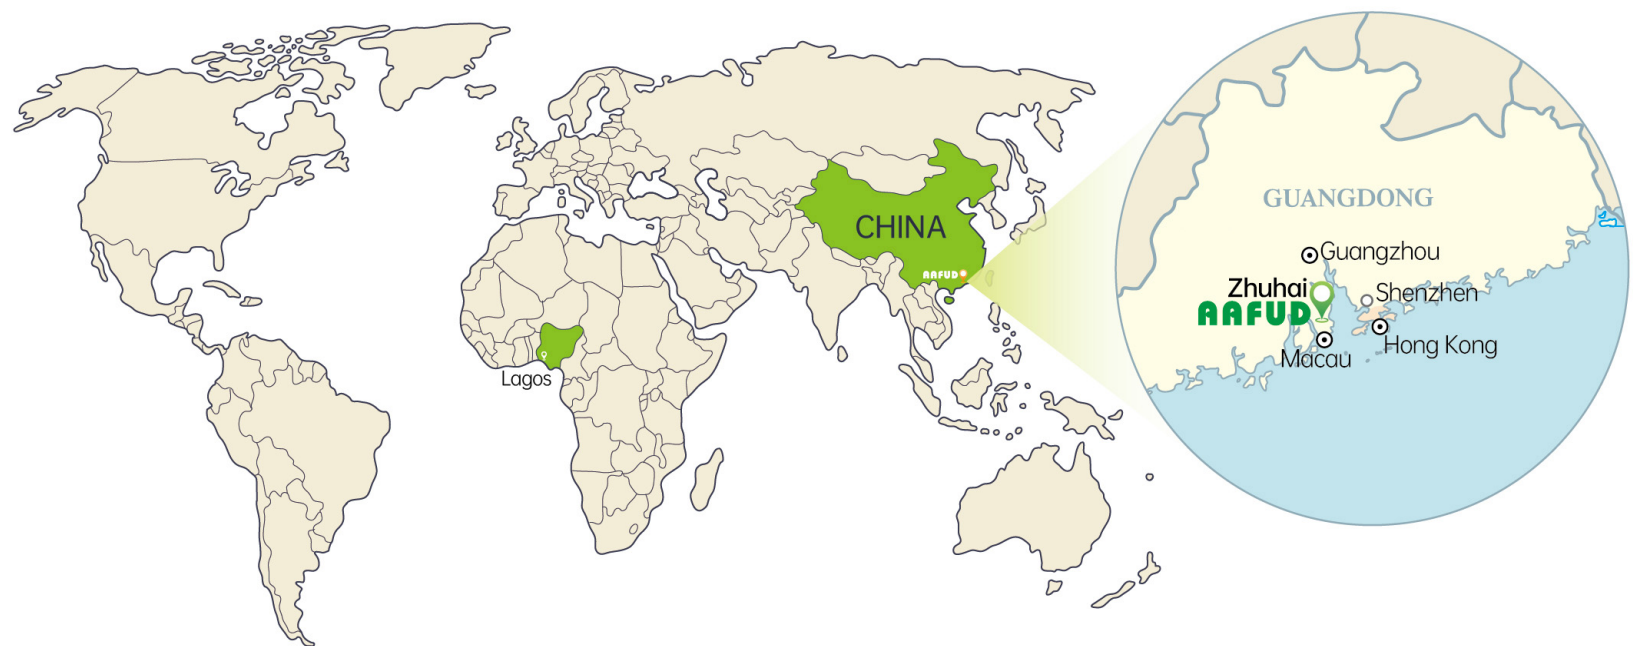 CHINA
AAFUD
Lagos
GUANGDONG
Guangzhou
Zhuhai
Shenzhen
AAFUD
Hong Kong
Macau